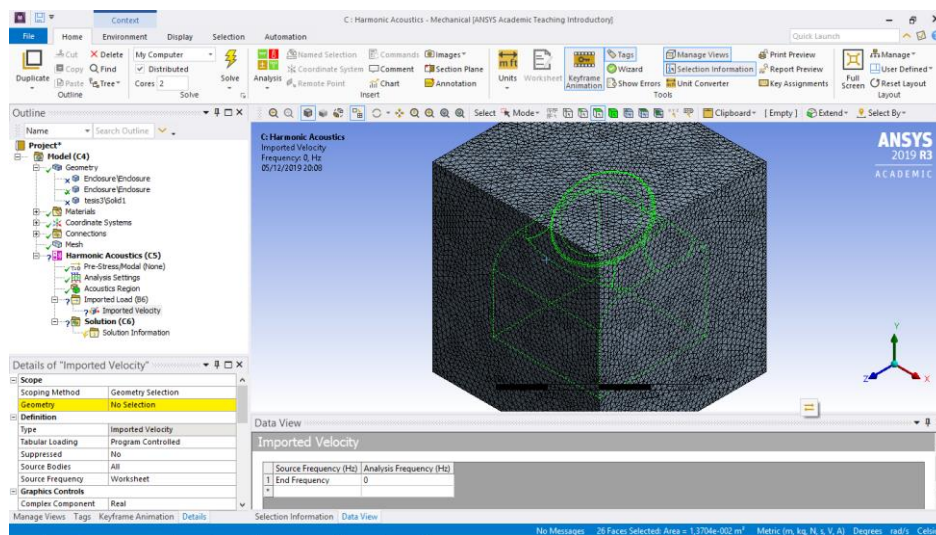 Context
C : Harmonic Acoustics - Mechanical [ANSYS Academic Teaching Introductory]
File Home Environment Display Selection Automation Quick Launch
Duplicate
Cut
Copy
Paste
Delete
Find
Tree
Outline
My Computer
Distributed
Cores 2
Solve
Solve
Analysis
Named Selection
Coordinate System
Remote Point
Commands
Comment
Chart
Images
Section Plane
Annotation
Insert
Units
Worksheet
Keyframe
Animation
Tags
Wizard
Show Errors
Manage Views
Selection Information
Unit Converter
Print Preview
Report Preview
Key Assignments
Tools
Full
Screen
Manage
User Defined
Reset Layout
Layout
Outline
Name Search Outline
Select Mode Clipboard [ Empty ] Extend Select By
Project*
Model (C4)
Geometry
Enclosure\Enclosure
Enclosure\Enclosure
tesis3\Solid1
Materials
Coordinate Systems
Connections
Mesh
Harmonic Acoustics (C5)
Pre-Stress/Modal (None)
Analysis Settings
Acoustics Region
Imported Load (B6)
Imported Velocity
Solution (C6)
Solution Information
C: Harmonic Acoustics
Imported Velocity
Frequency: 0, Hz
05/12/2019 20:08
ANSYS
2019 R3
ACADEMIC
Y
Z X
Details of "Imported Velocity"
Scope
Scoping Method Geometry Selection
Geometry No Selection
Definition
Type Imported Velocity
Tabular Loading Program Controlled
Suppressed No
Source Bodies All
Source Frequency Worksheet
Graphics Controls
Complex Component Real
Manage Views Tags Keyframe Animation Details
Data View
Imported Velocity
Source Frequency (Hz) Analysis Frequency (Hz)
1 End Frequency 0
*
Selection Information Data View
No Messages 26 Faces Selected: Area = 1,3704e-002 m² Metric (m, kg, N, s, V, A) Degrees rad/s Celsi